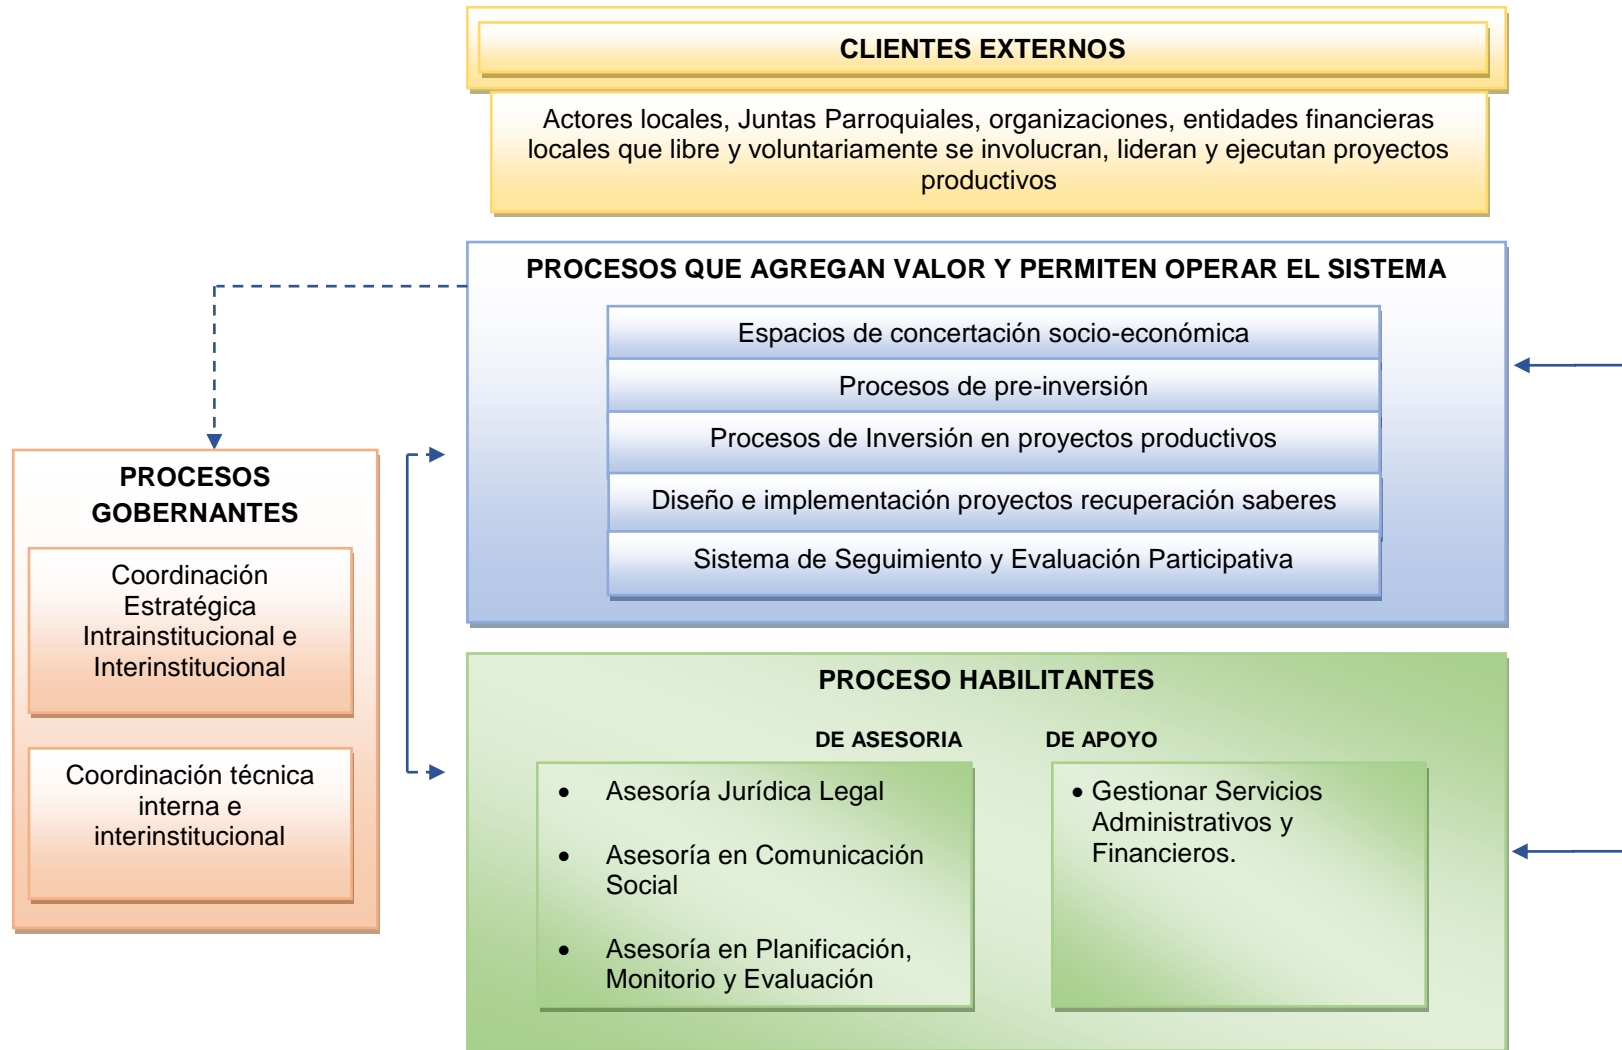 CLIENTES EXTERNOS
Actores locales, Juntas Parroquiales, organizaciones, entidades financieras
locales que libre y voluntariamente se involucran, lideran y ejecutan proyectos
productivos
PROCESOS QUE AGREGAN VALOR Y PERMITEN OPERAR EL SISTEMA
Espacios de concertación socio-económica
Procesos de pre-inversión
Procesos de Inversión en proyectos productivos
Diseño e implementación proyectos recuperación saberes
Sistema de Seguimiento y Evaluación Participativa
PROCESOS
GOBERNANTES
Coordinación
Estratégica
Intrainstitucional e
Interinstitucional
Coordinación técnica
interna e
interinstitucional
PROCESO HABILITANTES
DE ASESORIA
• Asesoría Jurídica Legal
• Asesoría en Comunicación
Social
• Asesoría en Planificación,
Monitorio y Evaluación
DE APOYO
• Gestionar Servicios
Administrativos y
Financieros.